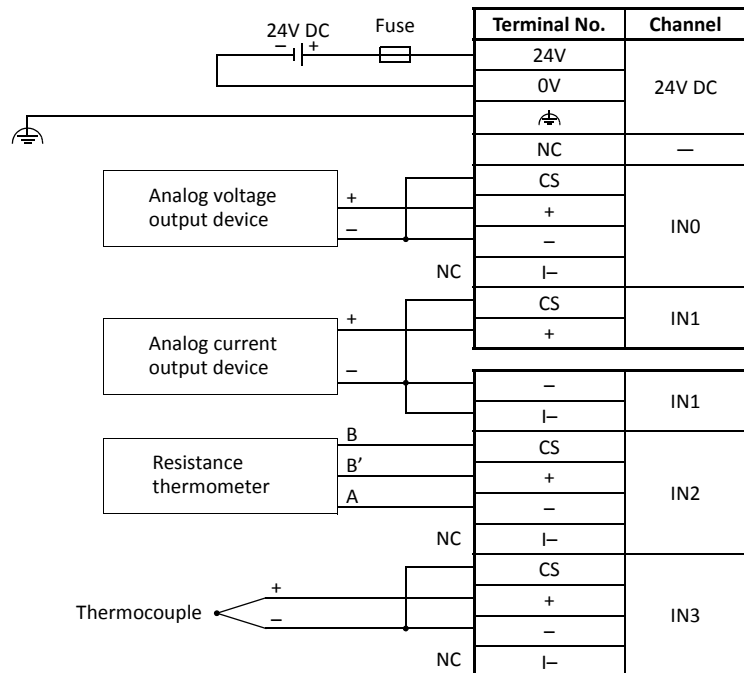 24V DC
Fuse
Terminal No.
Channel
− +
24V
0V
24V DC
NC
—
Analog voltage
output device
+
−
NC
CS
+
−
I−
IN0
Analog current
output device
+
−
CS
+
IN1
−
I−
IN1
Resistance
thermometer
B
B’
A
NC
CS
+
−
I−
IN2
Thermocouple
+
−
NC
CS
+
−
I−
IN3